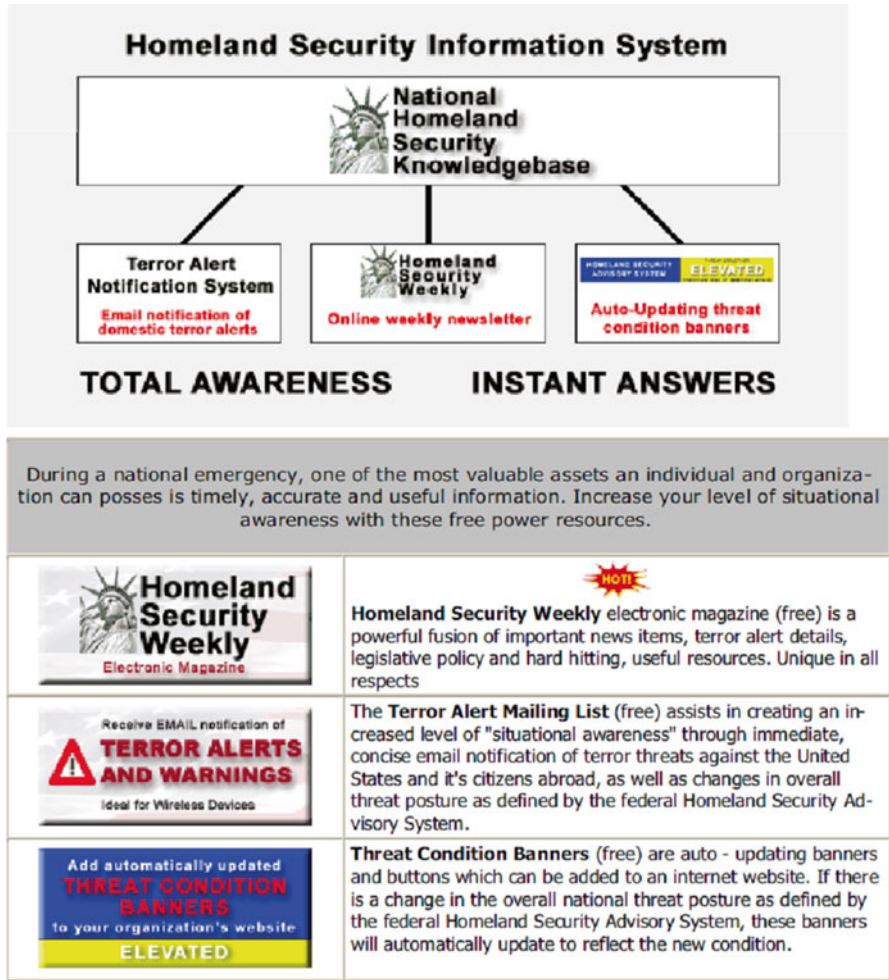 Homeland Security Information System
National
Homeland
Security
Knowledgebase
Terror Alert
Notification System
Email notification of
domestic terror alerts
Homeland
Security
Weekly
Online weekly newsletter
HOMELAND SECURITY
ADVISORY SYSTEM
ELEVATED
Auto-Updating threat
condition banners
TOTAL AWARENESS
INSTANT ANSWERS
During a national emergency, one of the most valuable assets an individual and organiza-
tion can posses is timely, accurate and useful information. Increase your level of situational
awareness with these free power resources.
Homeland
Security
Weekly
Electronic Magazine
HOT!
Homeland Security Weekly electronic magazine (free) is a
powerful fusion of important news items, terror alert details,
legislative policy and hard hitting, useful resources. Unique in all
respects
Receive EMAIL notification of
TERROR ALERTS
AND WARNINGS
Ideal for Wireless Devices
The Terror Alert Mailing List (free) assists in creating an in-
creased level of "situational awareness" through immediate,
concise email notification of terror threats against the United
States and it's citizens abroad, as well as changes in overall
threat posture as defined by the federal Homeland Security Ad-
visory System.
Add automatically updated
THREAT CONDITION
BANNERS
to your organization's website
ELEVATED
Threat Condition Banners (free) are auto - updating banners
and buttons which can be added to an internet website. If there
is a change in the overall national threat posture as defined by
the federal Homeland Security Advisory System, these banners
will automatically update to reflect the new condition.